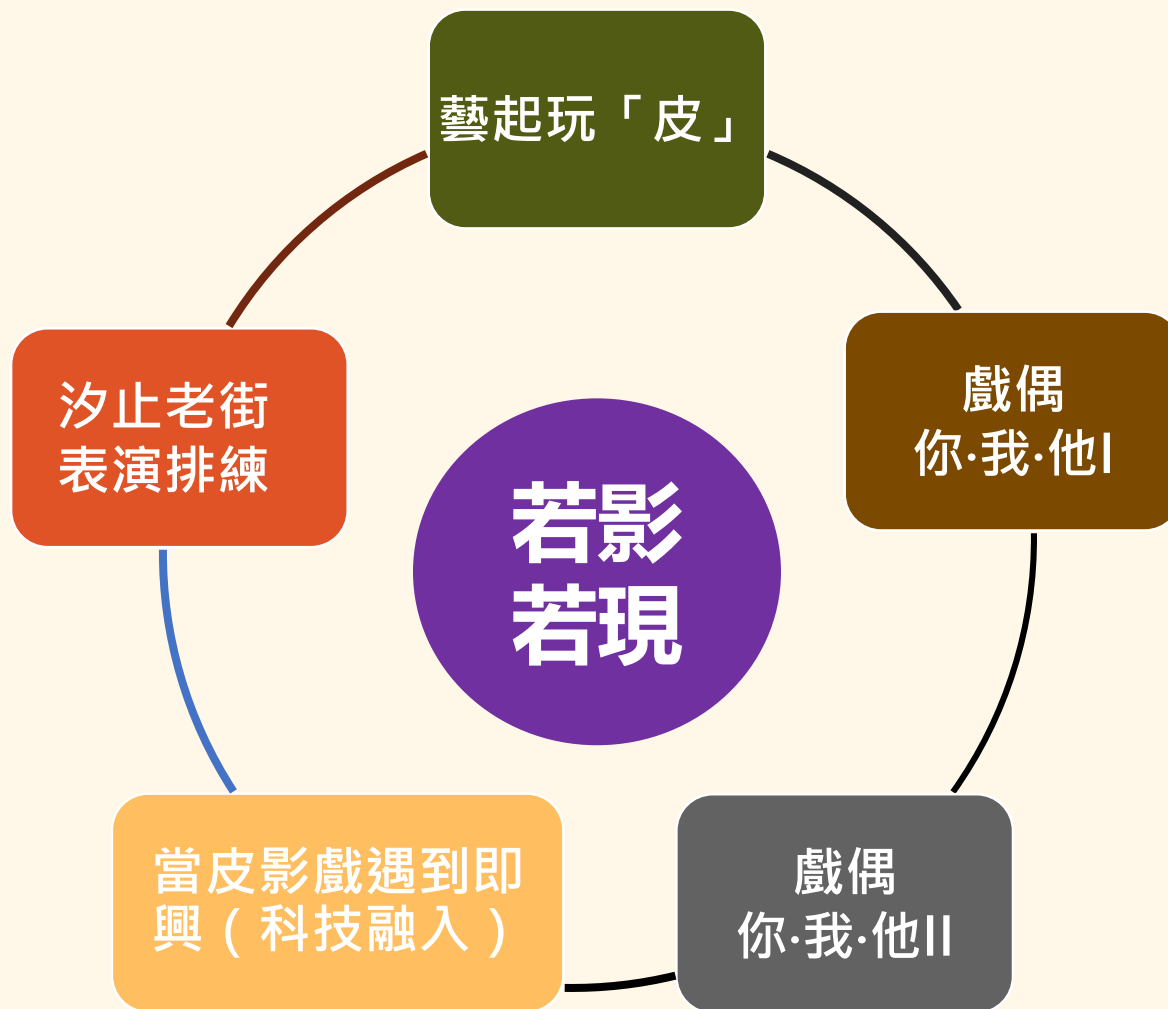 藝起玩「皮」
戲偶
你·我·他I
戲偶
你·我·他II
當皮影戲遇到即
興（科技融入）
汐止老街
表演排練
若影
若現